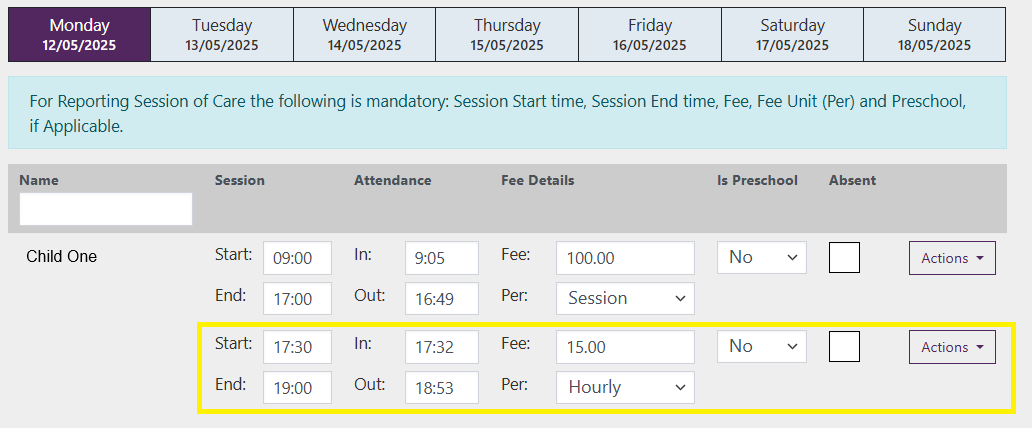 Monday Tuesday Wednesday Thursday Friday Saturday Sunday
12/05/2025 13/05/2025 14/05/2025 15/05/2025 16/05/2025 17/05/2025 18/05/2025
For Reporting Session of Care the following is mandatory: Session Start time, Session End time, Fee, Fee Unit (Per) and Preschool,
if Applicable.
Name Session Attendance Fee Details Is Preschool Absent
Child One Start: 09:00 In: 9:05 Fee: 100.00 No Actions
End: 17:00 Out: 16:49 Per: Session
Start: 17:30 In: 17:32 Fee: 15.00 No Actions
End: 19:00 Out: 18:53 Per: Hourly